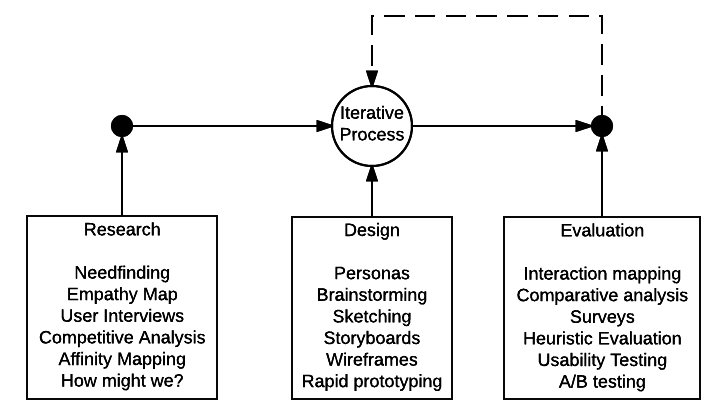 Iterative
Process
Research
Needfinding
Empathy Map
User Interviews
Competitive Analysis
Affinity Mapping
How might we?
Design
Personas
Brainstorming
Sketching
Storyboards
Wireframes
Rapid prototyping
Evaluation
Interaction mapping
Comparative analysis
Surveys
Heuristic Evaluation
Usability Testing
A/B testing